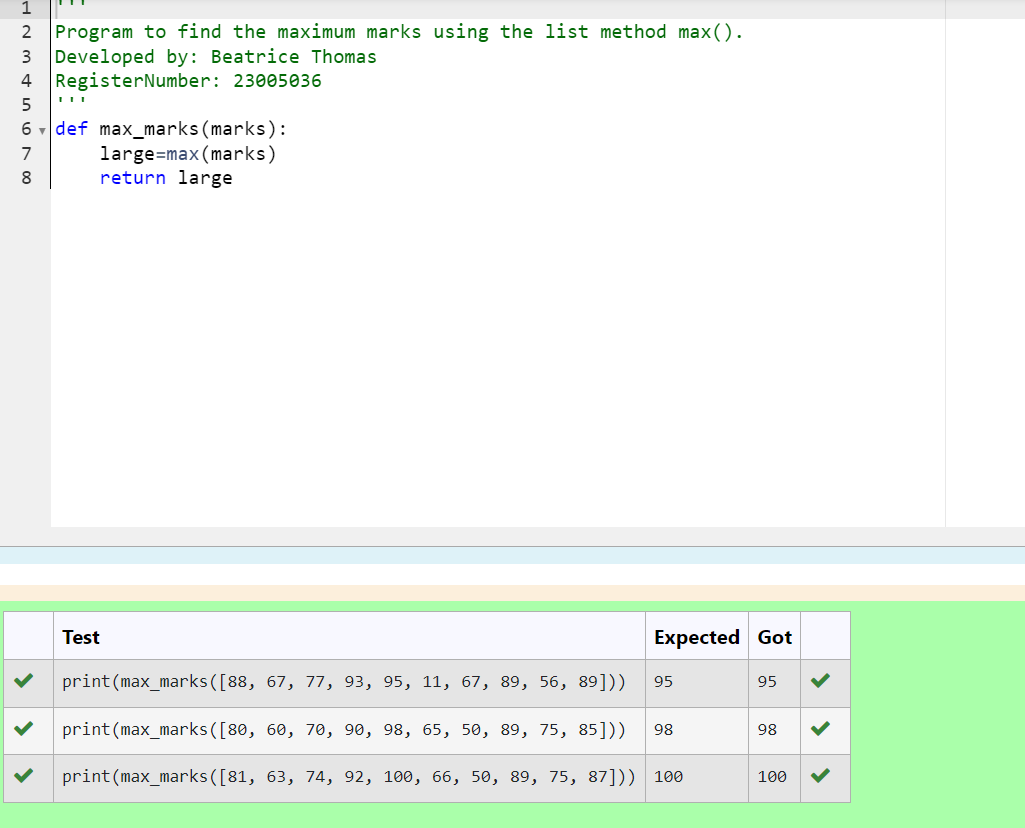 1 '''
2 Program to find the maximum marks using the list method max().
3 Developed by: Beatrice Thomas
4 RegisterNumber: 23005036
5 '''
6 def max_marks(marks):
7     large=max(marks)
8     return large
Test Expected Got
print(max_marks([88, 67, 77, 93, 95, 11, 67, 89, 56, 89])) 95 95
print(max_marks([80, 60, 70, 90, 98, 65, 50, 89, 75, 85])) 98 98
print(max_marks([81, 63, 74, 92, 100, 66, 50, 89, 75, 87])) 100 100